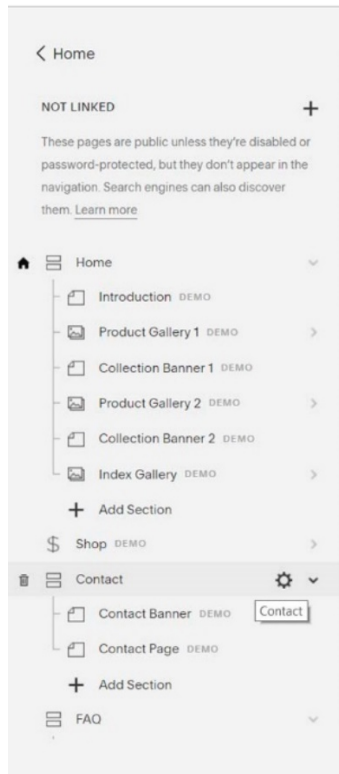 Home
NOT LINKED
These pages are public unless they're disabled or
password-protected, but they don't appear in the
navigation. Search engines can also discover
them. Learn more
Home
Introduction DEMO
Product Gallery 1 DEMO
Collection Banner 1 DEMO
Product Gallery 2 DEMO
Collection Banner 2 DEMO
Index Gallery DEMO
+ Add Section
$ Shop DEMO
Contact
Contact Banner DEMO
Contact
Contact Page DEMO
+ Add Section
FAQ